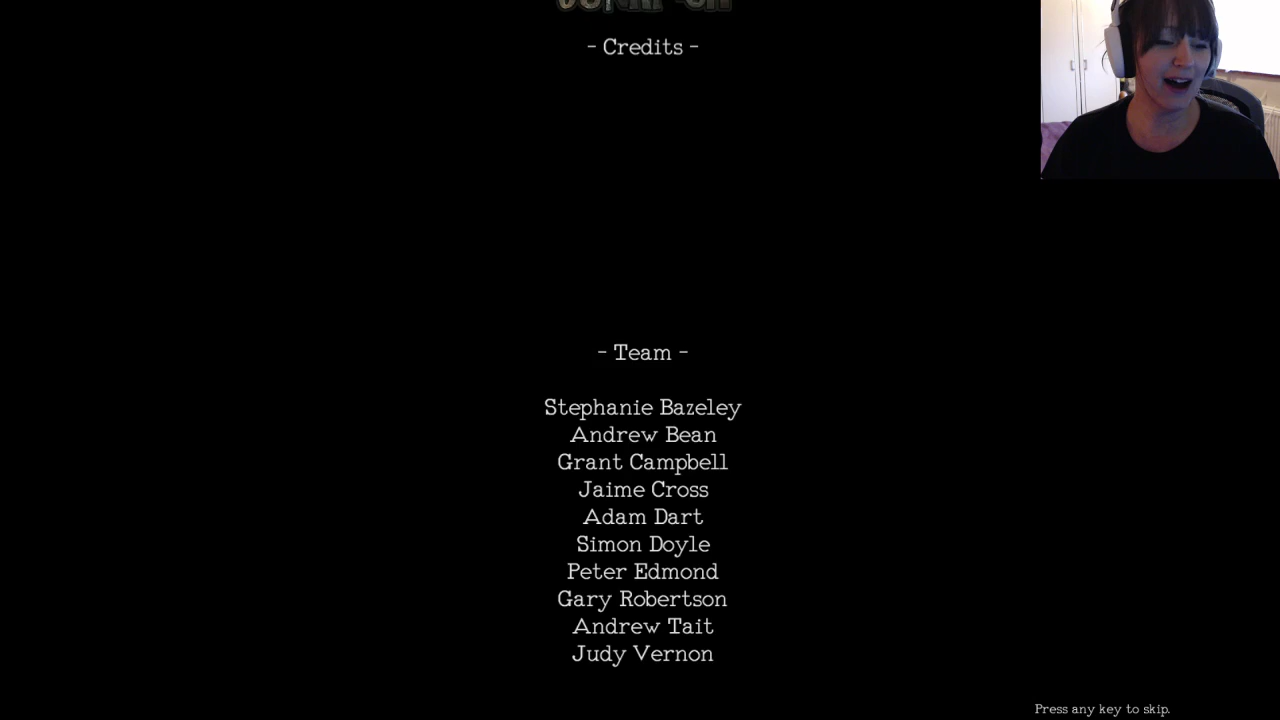 - Credits -
- Team -
Stephanie Bazeley
Andrew Bean
Grant Campbell
Jaime Cross
Adam Dart
Simon Doyle
Peter Edmond
Gary Robertson
Andrew Tait
Judy Vernon
Press any key to skip.